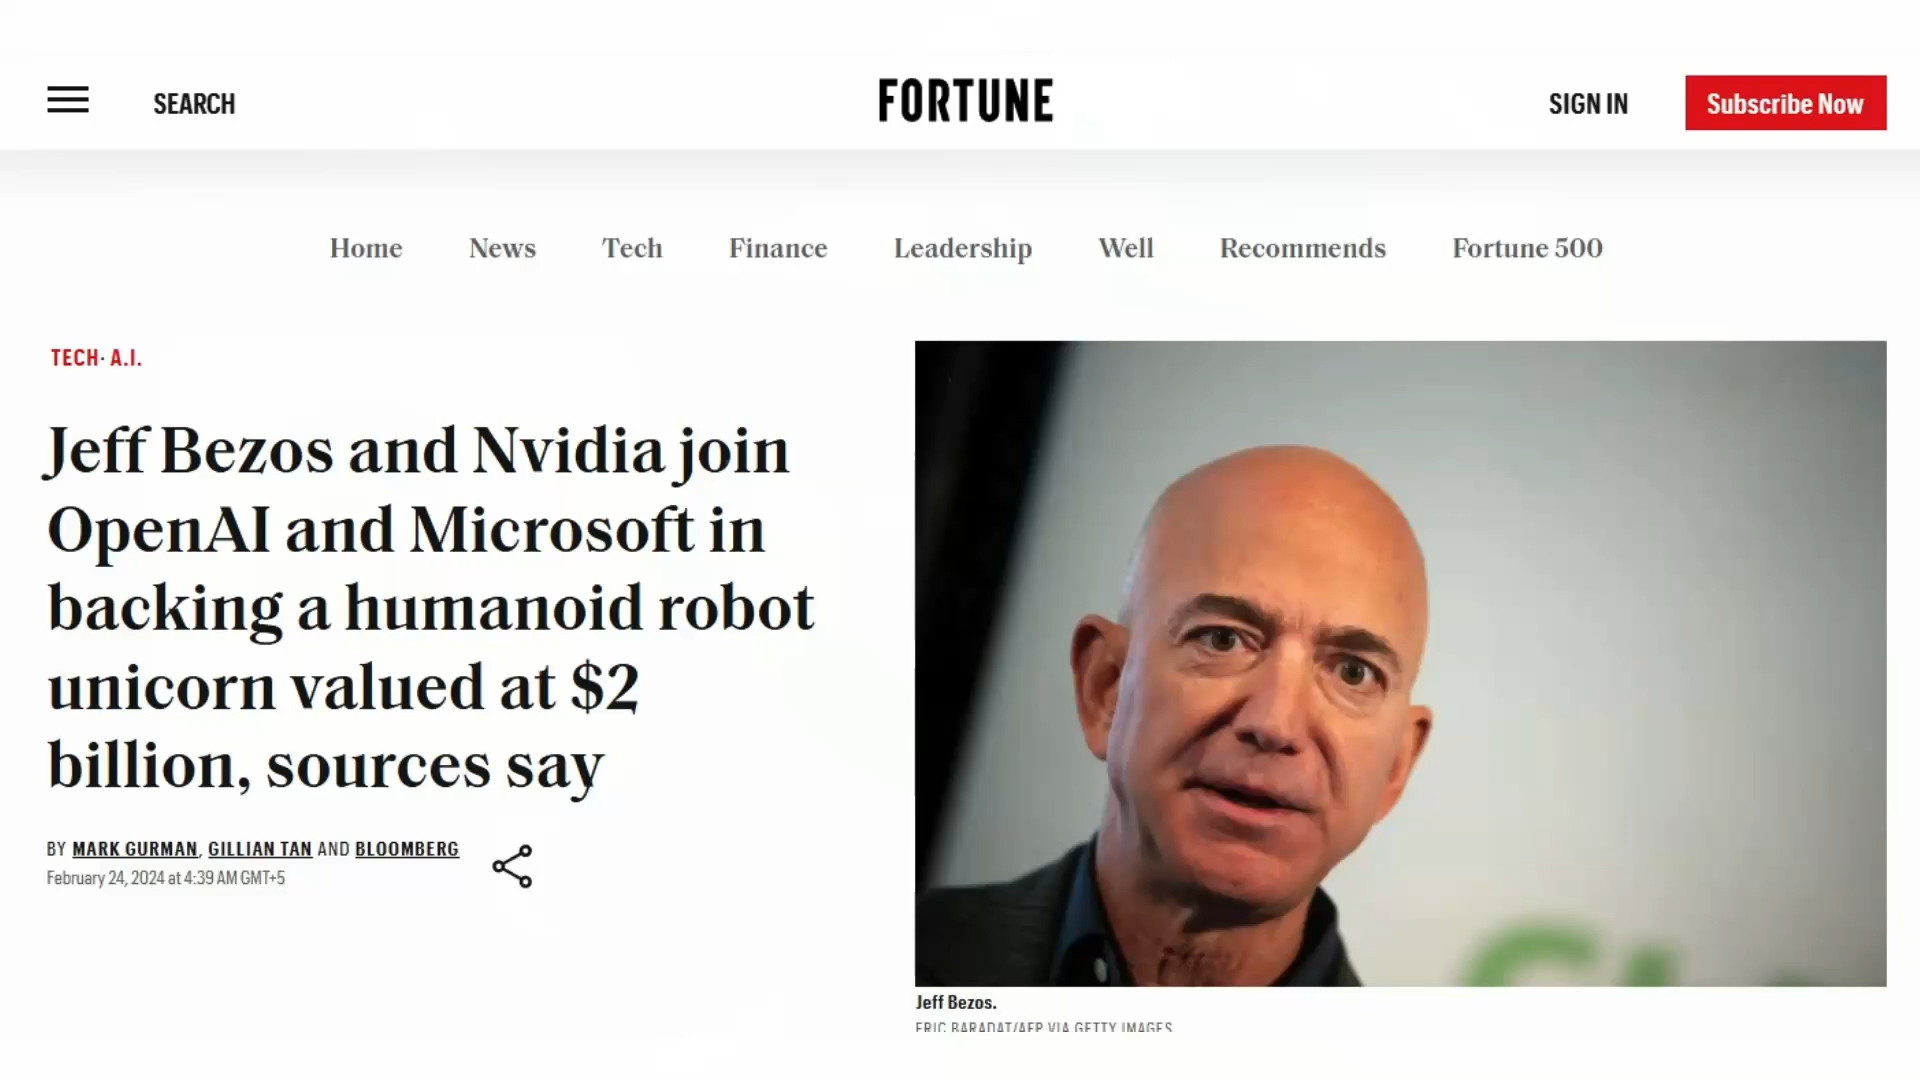 SEARCH
FORTUNE
SIGN IN
Subscribe Now
Home News Tech Finance Leadership Well Recommends Fortune 500
TECH· A.I.
Jeff Bezos and Nvidia join
OpenAI and Microsoft in
backing a humanoid robot
unicorn valued at $2
billion, sources say
BY MARK GURMAN, GILLIAN TAN AND BLOOMBERG
February 24, 2024 at 4:39 AM GMT+5
Jeff Bezos.
ERIC BARADAT/AFP VIA GETTY IMAGES